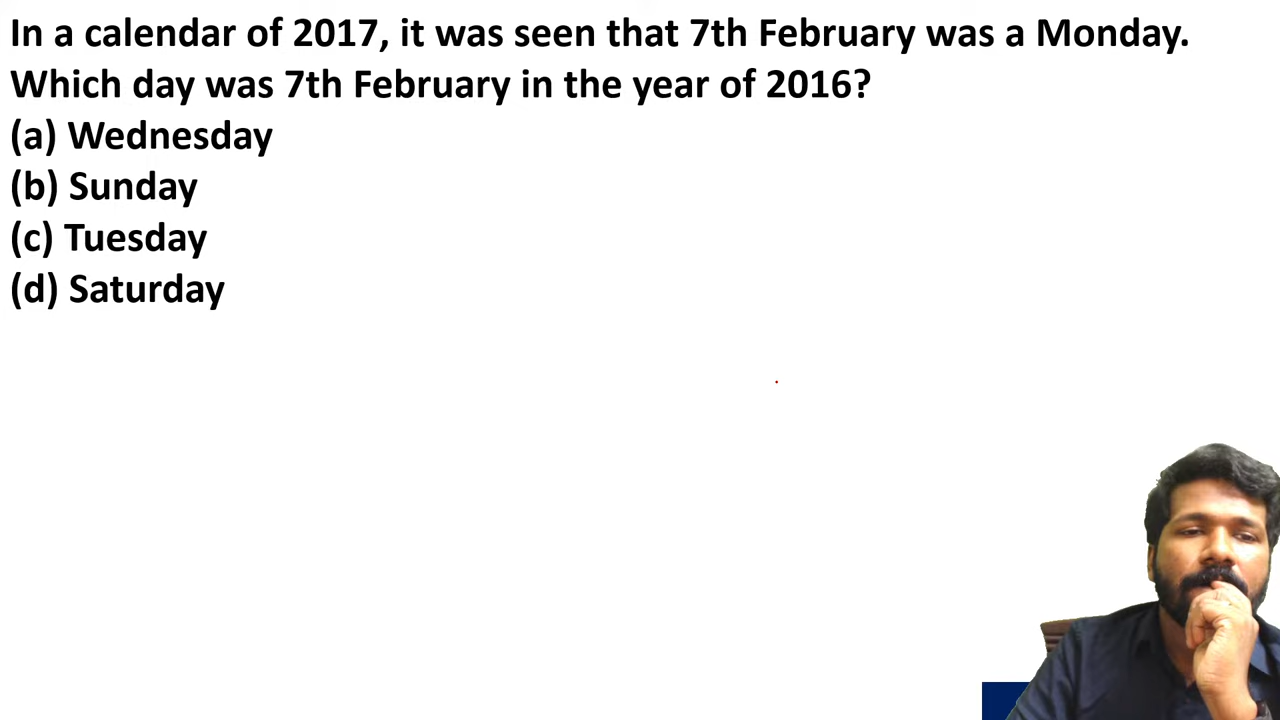 In a calendar of 2017, it was seen that 7th February was a Monday.
Which day was 7th February in the year of 2016?
(a) Wednesday
(b) Sunday
(c) Tuesday
(d) Saturday